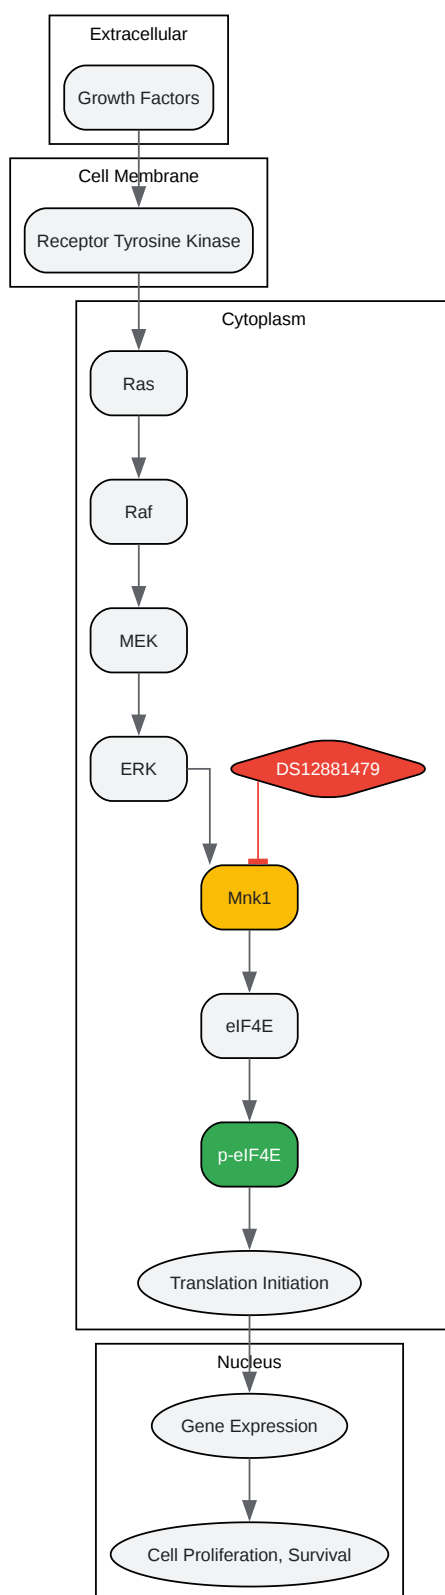 Extracellular
Growth Factors
Cell Membrane
Receptor Tyrosine Kinase
Cytoplasm
Ras
Raf
MEK
ERK
DS12881479
Mnk1
eIF4E
p-eIF4E
Translation Initiation
Nucleus
Gene Expression
Cell Proliferation, Survival